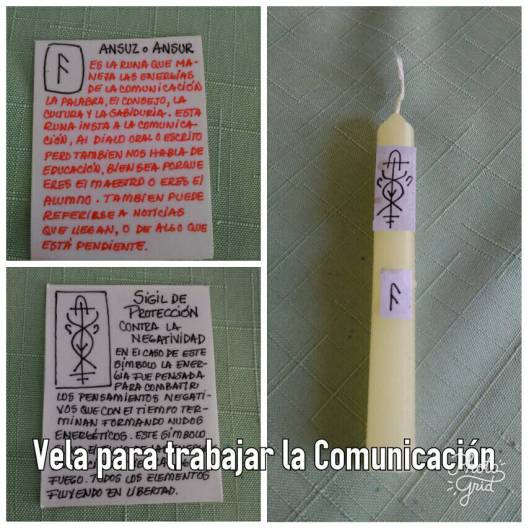 ANSUZ o ANSUR
ES LA RUNA QUE MA-
NEJA LAS ENERGÍAS
DE LA COMUNICACIÓN
LA PALABRA, El CONSEJO, LA
CULTURA Y LA SABIDURIA. ESTA
RUNA INSTA A LA COMUNICA-
CIÓN, Al DIALO ORAL O ESCRITO
PERO TAMBIEN NOS HABLA DE
EDUCACIÓN, BIEN SEA PORQUE
ERES El MAESTRO O ERES El
AlUMNO. TAMBIEN PUEDE
REFERIRSE A NOTICIAS
QUE LLEGAN, O DE ALGO QUE
ESTÁ PENDIENTE.
SiGIL DE
PROTECCIÓN
CONTRA LA
NEGATIVIDAD
EN EL CASO DE ESTE
SÍMBOLO LA ENER-
GÍA FUE PENSADA
PARA COMBATIR
LOS PENSAMIENTOS NEGATI-
VOS QUE CON El TIEMPO TER-
MINAN FORMANDO NUDOS
ENERGÉTICOS. ESTE SÍMBOLO
FUEGO. TODOS LOS ELEMENTOS
FLUYENDO EN LIBERTAD.
Vela para trabajar la Comunicación
Photo
Grid